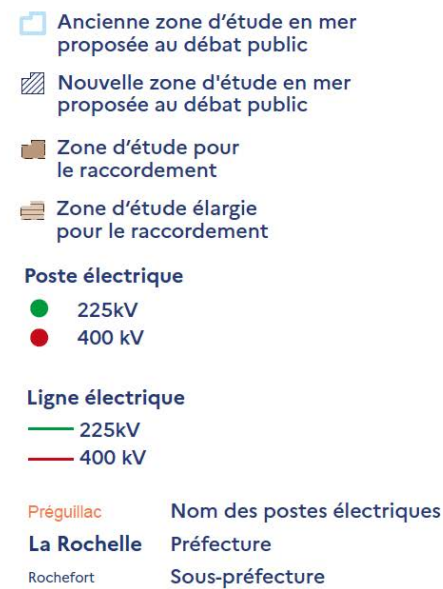 Ancienne zone d’étude en mer
proposée au débat public
Nouvelle zone d'étude en mer
proposée au débat public
Zone d’étude pour
le raccordement
Zone d’étude élargie
pour le raccordement
Poste électrique
225kV
400 kV
Ligne électrique
225kV
400 kV
Préguillac Nom des postes électriques
La Rochelle Préfecture
Rochefort Sous-préfecture